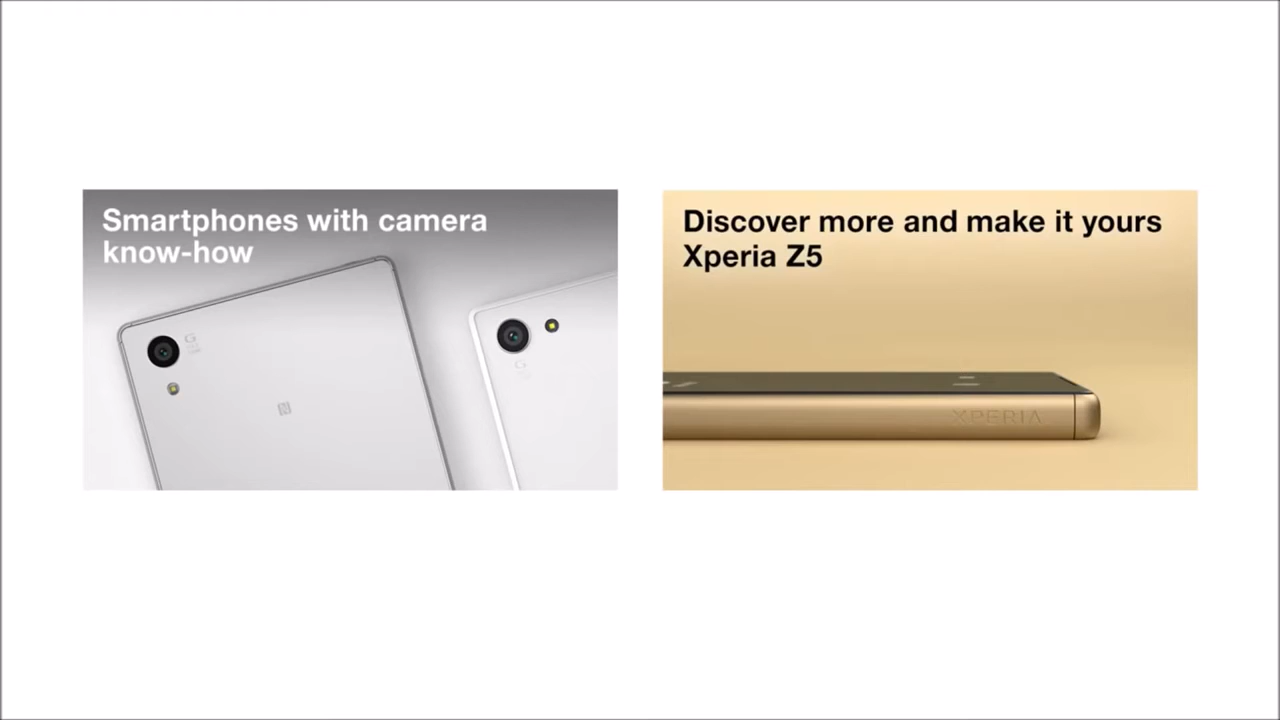 Smartphones with camera
know-how
Discover more and make it yours
Xperia Z5
G
G
XPERIA